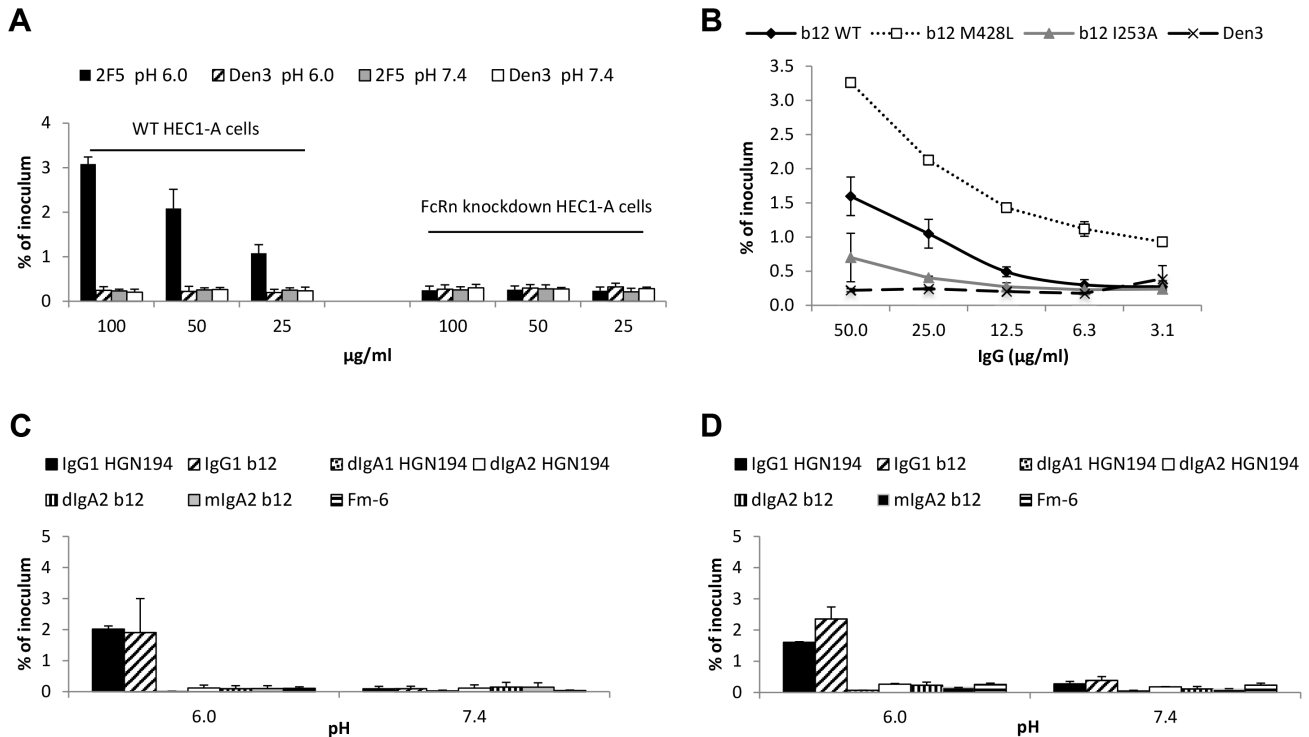 A
2F5 pH 6.0 Den3 pH 6.0 2F5 pH 7.4 Den3 pH 7.4
% of inoculum
4
3
2
1
0
WT HEC1-A cells
FcRn knockdown HEC1-A cells
100 50 25 100 50 25
µg/ml
B
b12 WT b12 M428L b12 I253A Den3
% of inoculum
3.5
3.0
2.5
2.0
1.5
1.0
0.5
0.0
50.0 25.0 12.5 6.3 3.1
IgG (µg/ml)
C
IgG1 HGN194 IgG1 b12 dIgA1 HGN194 dIgA2 HGN194
dIgA2 b12 mIgA2 b12 Fm-6
% of inoculum
5
4
3
2
1
0
6.0 7.4
pH
D
IgG1 HGN194 IgG1 b12 dIgA1 HGN194 dIgA2 HGN194
dIgA2 b12 mIgA2 b12 Fm-6
% of inoculum
5
4
3
2
1
0
6.0 7.4
pH